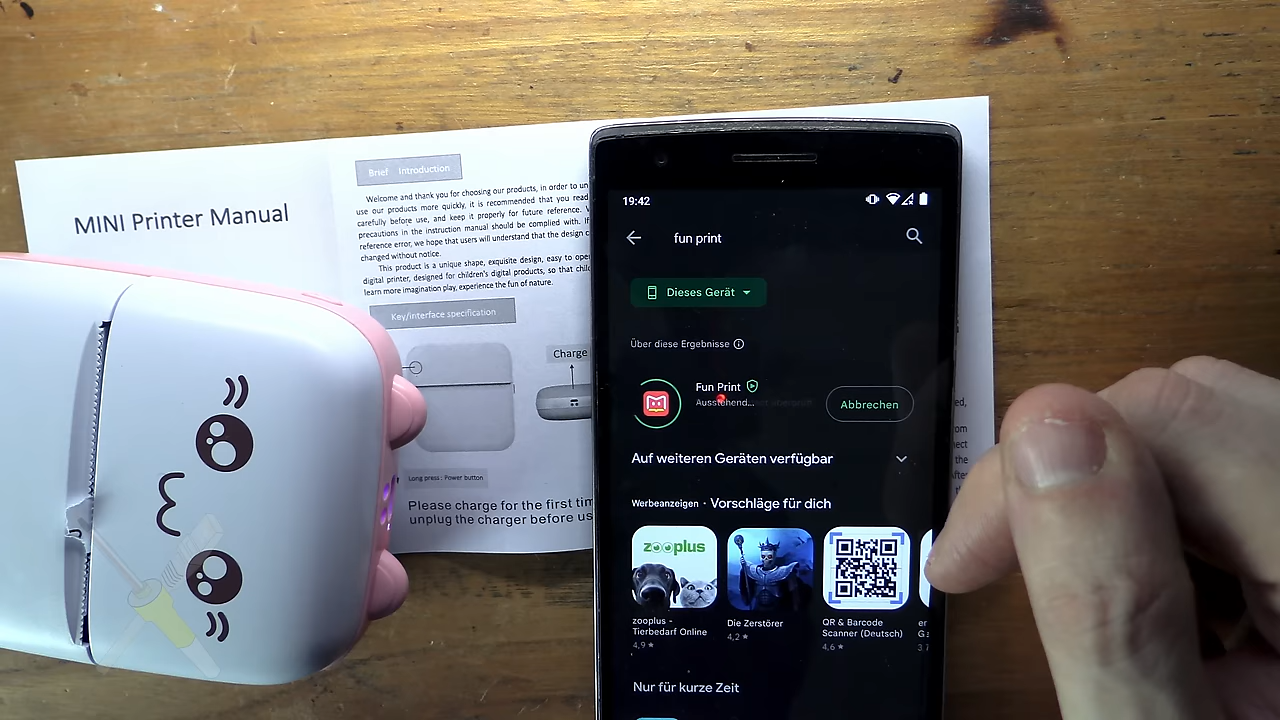 MINI Printer Manual
Brief Introduction
Welcome and thank you for choosing our products, in order to
use our products more quickly, it is recommended that you read
carefully before use, and keep it properly for future reference.
precautions in the instruction manual should be complied with. If
reference error, we hope that users will understand that the design
changed without notice.
This product is a unique shape, exquisite design, easy to
digital printer, designed for children's digital products, so that
learn more imagination play, experience the fun of nature.
Key/interface specification
Charge
Long press : Power button
Please charge for the first
unplug the charger before
19:42
fun print
Dieses Gerät
Über diese Ergebnisse
Fun Print
Ausstehend...
Abbrechen
Auf weiteren Geräten verfügbar
Werbeanzeigen · Vorschläge für dich
zooplus
zooplus -
Tierbedarf Online
4,9 ★
Die Zerstörer
4,2 ★
QR & Barcode
Scanner (Deutsch)
4,6 ★
Nur für kurze Zeit